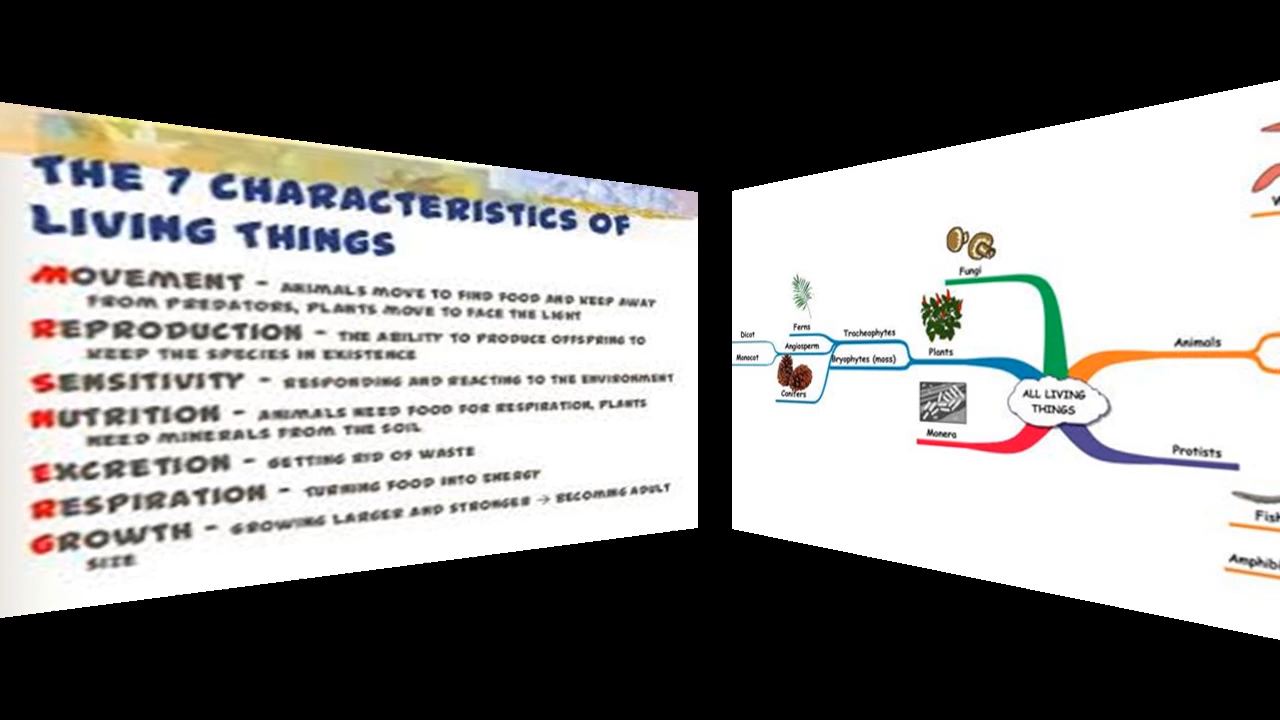 THE 7 CHARACTERISTICS OF
LIVING THINGS
MOVEMENT - ANIMALS MOVE TO FIND FOOD AND KEEP AWAY
FROM PREDATORS, PLANTS MOVE TO FACE THE LIGHT
REPRODUCTION - THE ABILITY TO PRODUCE OFFSPRING TO
KEEP THE SPECIES IN EXISTENCE
SENSITIVITY - RESPONDING AND REACTING TO THE ENVIRONMENT
NUTRITION - ANIMALS NEED FOOD FOR RESPIRATION, PLANTS
NEED MINERALS FROM THE SOIL
EXCRETION - GETTING RID OF WASTE
RESPIRATION - TURNING FOOD INTO ENERGY
GROWTH - GROWING LARGER AND STRONGER → BECOMING ADULT
SIZE
Fungi
Ferns
Tracheophytes
Dicot
Angiosperm
Monocot
Bryophytes (moss)
Plants
Conifers
Monera
ALL LIVING
THINGS
Animals
Protists
Fish
Amphibi